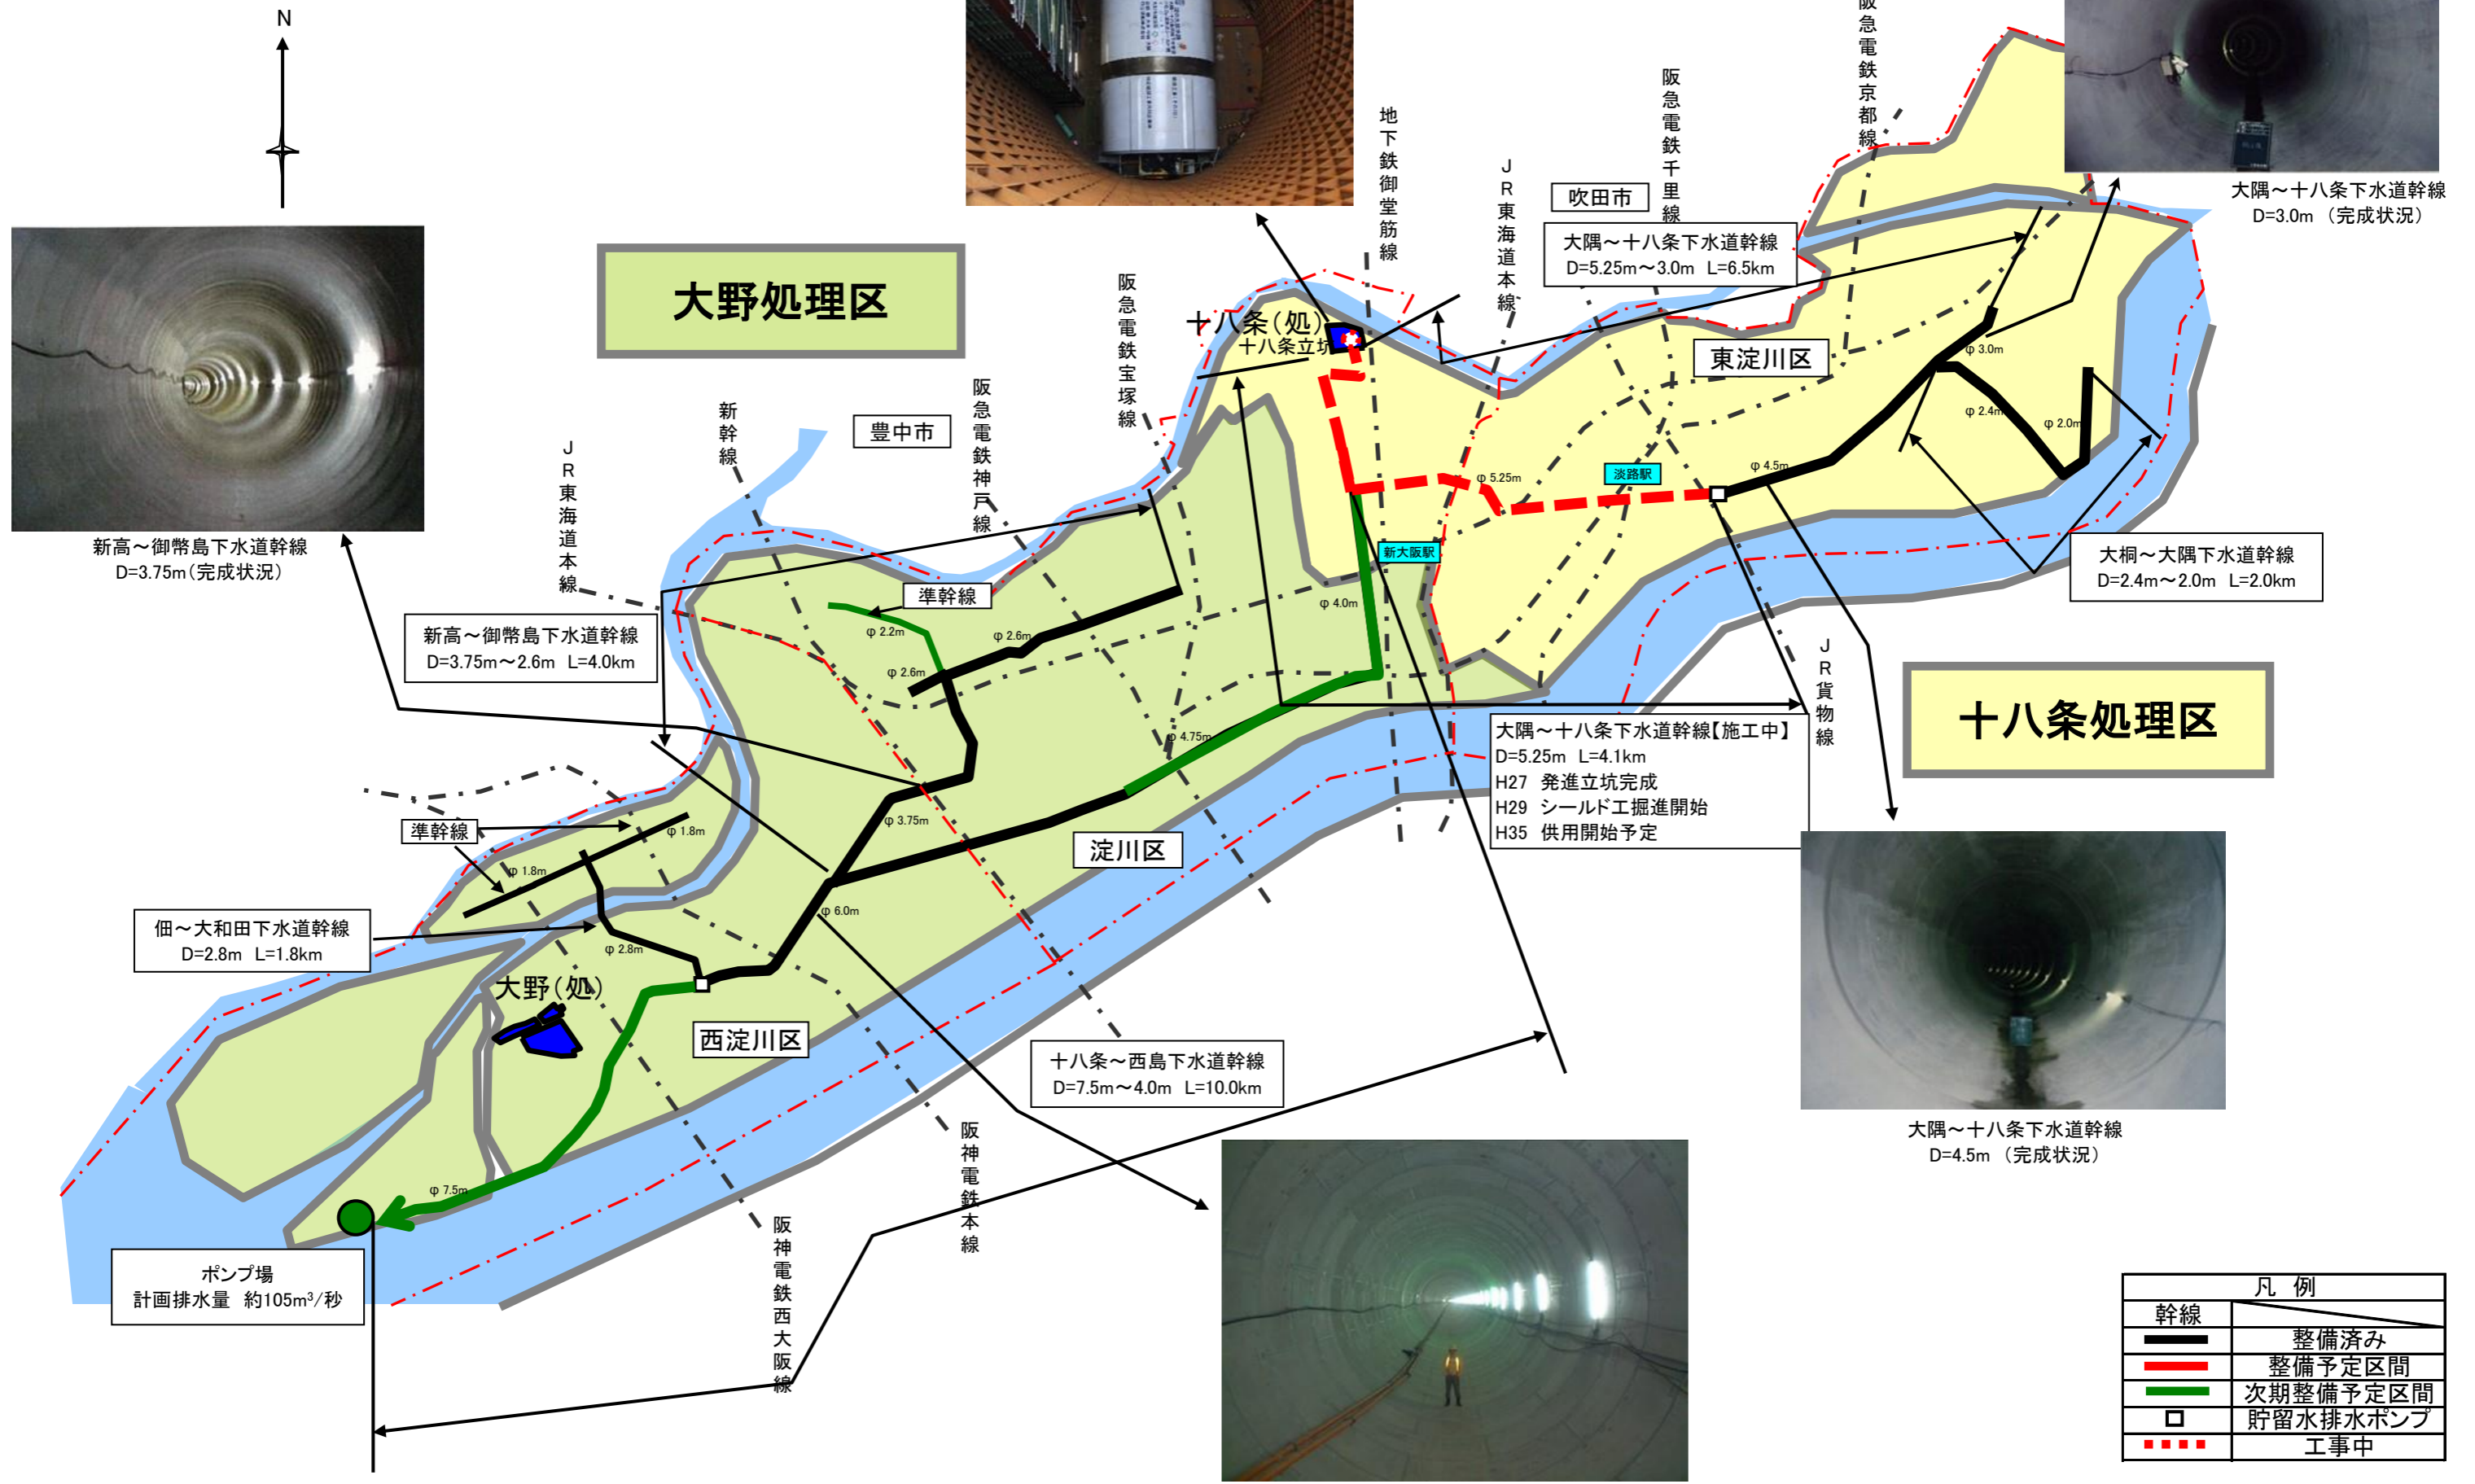 N
大野処理区
新高～御幣島下水道幹線
D=3.75m(完成状況)
大隅～十八条下水道幹線
D=3.0m （完成状況）
阪急電鉄京都線
阪急電鉄千里線
地下鉄御堂筋線
JR東海道本線
吹田市
大隅～十八条下水道幹線
D=5.25m～3.0m L=6.5km
阪急電鉄宝塚線
十八条(処)
十八条立坑
東淀川区
φ 3.0m
φ 2.4m
φ 2.0m
φ 4.5m
淡路駅
φ 5.25m
新大阪駅
φ 4.0m
阪急電鉄神戸線
新幹線
豊中市
JR東海道本線
大桐～大隅下水道幹線
D=2.4m～2.0m L=2.0km
準幹線
φ 2.2m
φ 2.6m
φ 2.6m
新高～御幣島下水道幹線
D=3.75m～2.6m L=4.0km
JR貨物線
十八条処理区
大隅～十八条下水道幹線【施工中】
D=5.25m L=4.1km
H27 発進立坑完成
H29 シールド工掘進開始
H35 供用開始予定
φ 4.75m
φ 3.75m
準幹線
φ 1.8m
φ 1.8m
淀川区
佃～大和田下水道幹線
D=2.8m L=1.8km
φ 6.0m
φ 2.8m
大野(処)
西淀川区
十八条～西島下水道幹線
D=7.5m～4.0m L=10.0km
大隅～十八条下水道幹線
D=4.5m （完成状況）
φ 7.5m
阪神電鉄本線
阪神電鉄西大阪線
ポンプ場
計画排水量 約105m³/秒
凡 例
幹線
整備済み
整備予定区間
次期整備予定区間
貯留水排水ポンプ
工事中